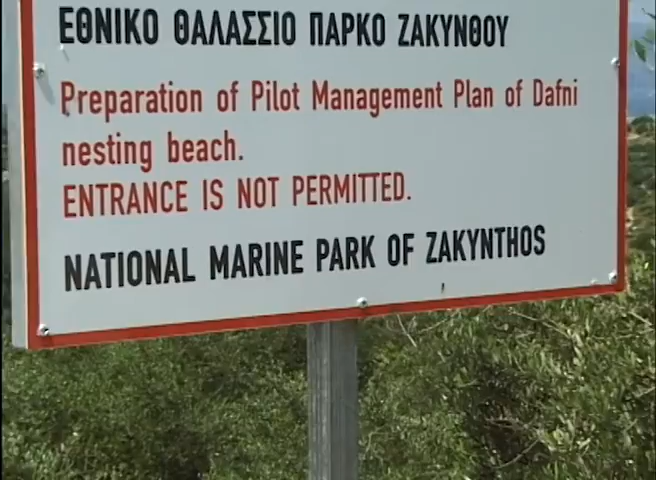 ΕΘΝΙΚΟ ΘΑΛΑΣΣΙΟ ΠΑΡΚΟ ΖΑΚΥΝΘΟΥ
Preparation of Pilot Management Plan of Dafni
nesting beach.
ENTRANCE IS NOT PERMITTED.
NATIONAL MARINE PARK OF ZAKYNTHOS